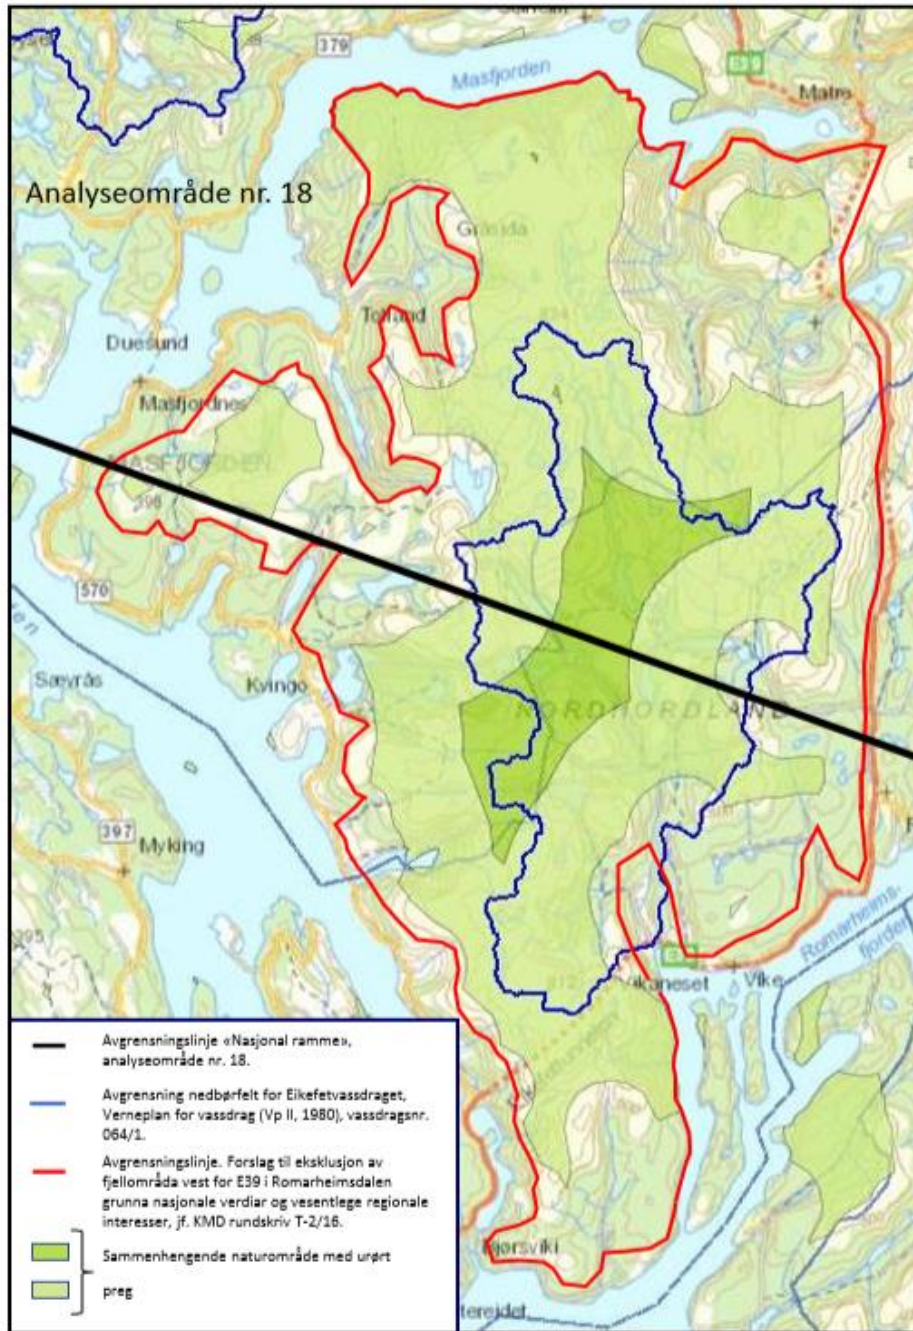 379
Masfjorden
E39
Matre
Analyseområde nr. 18
Duesund
Masfjordnes
MASFJORDEN
398
570
Sævrås
Kvingo
NORDHORDLAND
397
Myking
395
Romarheims-
fjorden
Vike
812
Avgrensningslinje «Nasjonal ramme»,
analyseområde nr. 18.
Avgrensning nedbørfelt for Eikefetvassdraget,
Verneplan for vassdrag (Vp II, 1980), vassdragsnr.
064/1.
Avgrensningslinje. Forslag til eksklusjon av
fjellområda vest for E39 i Romarheimsdalen
grunna nasjonale verdiar og vesentlege regionale
interesser, jf. KMD rundskriv T-2/16.
Sammenhengende naturområde med urørt
preg